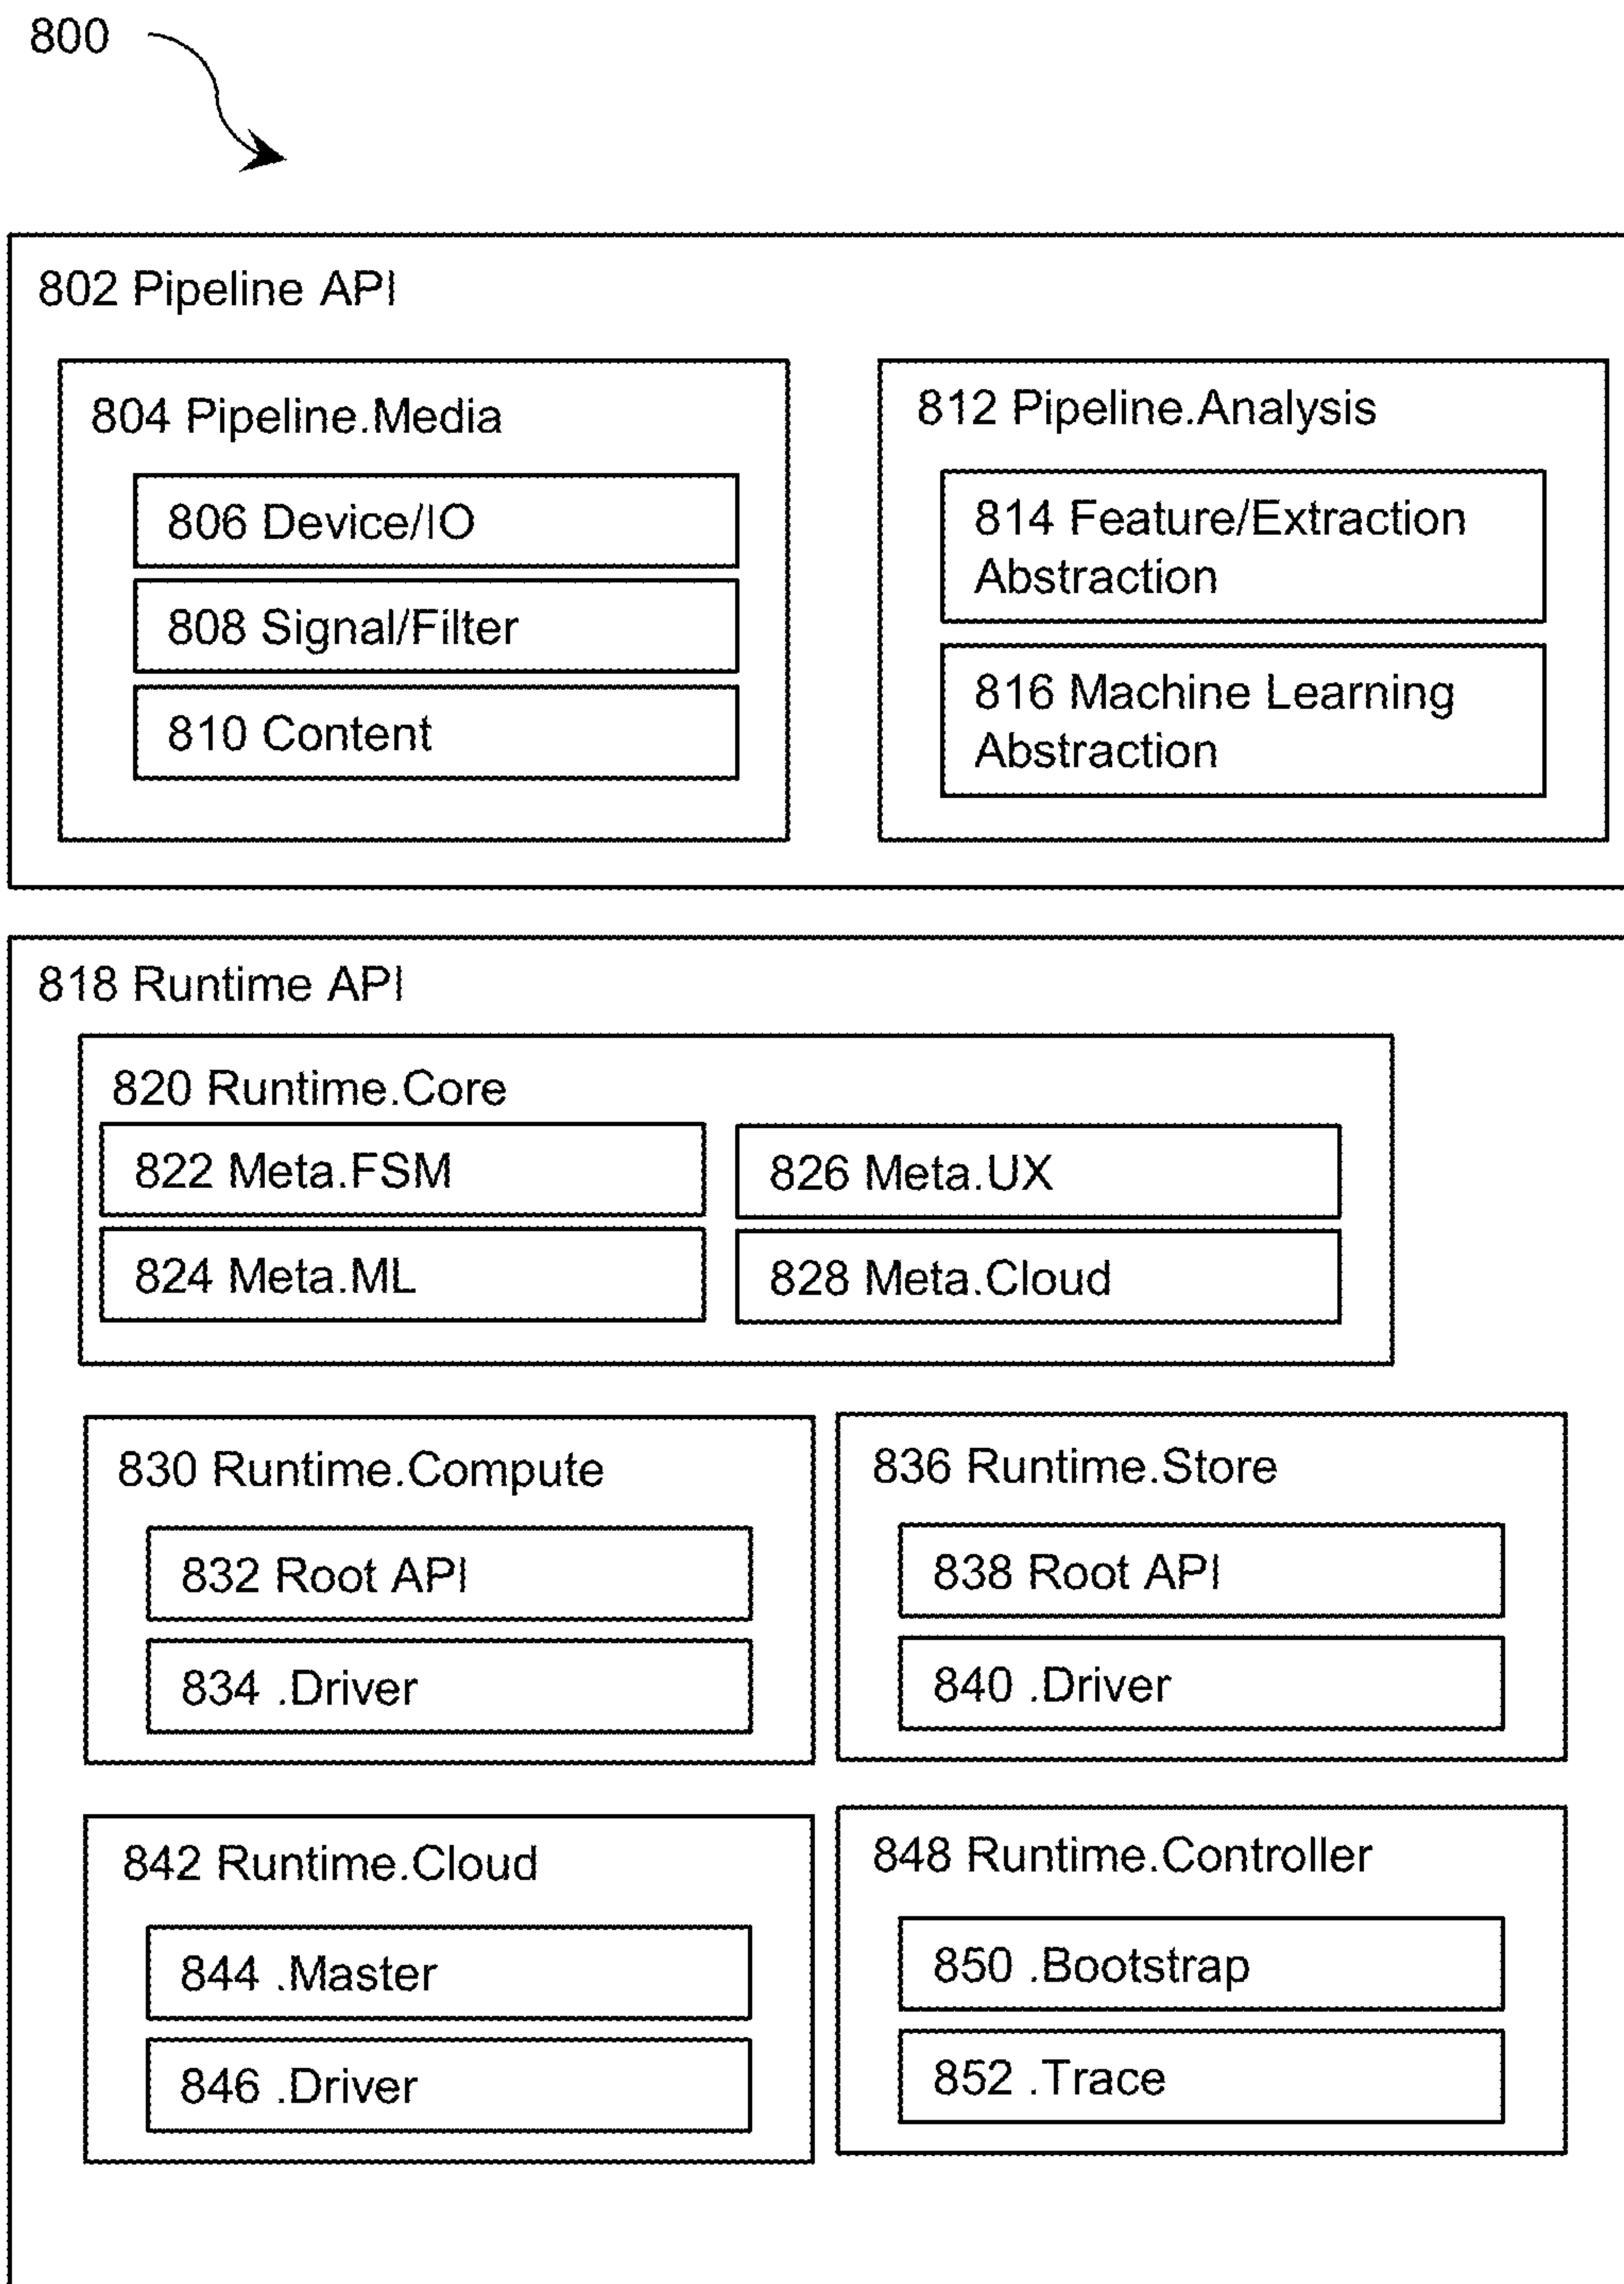 800
802 Pipeline API
804 Pipeline.Media
806 Device/IO
808 Signal/Filter
810 Content
812 Pipeline.Analysis
814 Feature/Extraction
Abstraction
816 Machine Learning
Abstraction
818 Runtime API
820 Runtime.Core
822 Meta.FSM
824 Meta.ML
826 Meta.UX
828 Meta.Cloud
830 Runtime.Compute
832 Root API
834 .Driver
836 Runtime.Store
838 Root API
840 .Driver
842 Runtime.Cloud
844 .Master
846 .Driver
848 Runtime.Controller
850 .Bootstrap
852 .Trace